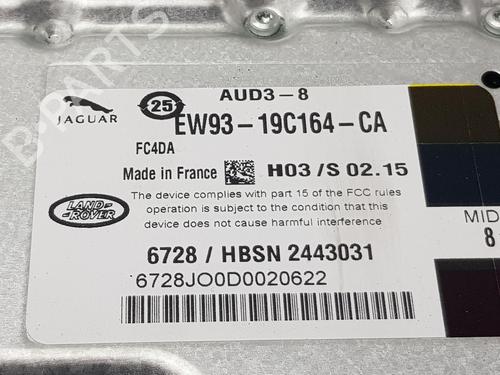 B-PARTS
AUD3-8
25
JAGUAR
EW93-19C164-CA
FC4DA
Made in France H03/S 02.15
The device complies with part 15 of the FCC rules
operation is subject to the condition that this
device does not cause harmful interference
LAND-
ROVER
MID
8
6728 / HBSN 2443031
6728JO0D0020622